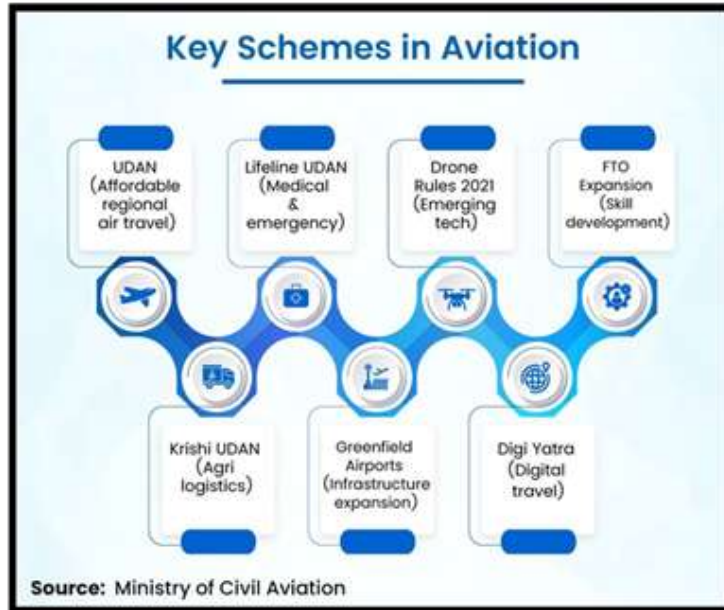 Key Schemes in Aviation
UDAN
(Affordable
regional
air travel)
Lifeline UDAN
(Medical
&
emergency)
Drone
Rules 2021
(Emerging
tech)
FTO
Expansion
(Skill
development)
Krishi UDAN
(Agri
logistics)
Greenfield
Airports
(Infrastructure
expansion)
Digi Yatra
(Digital
travel)
Source: Ministry of Civil Aviation